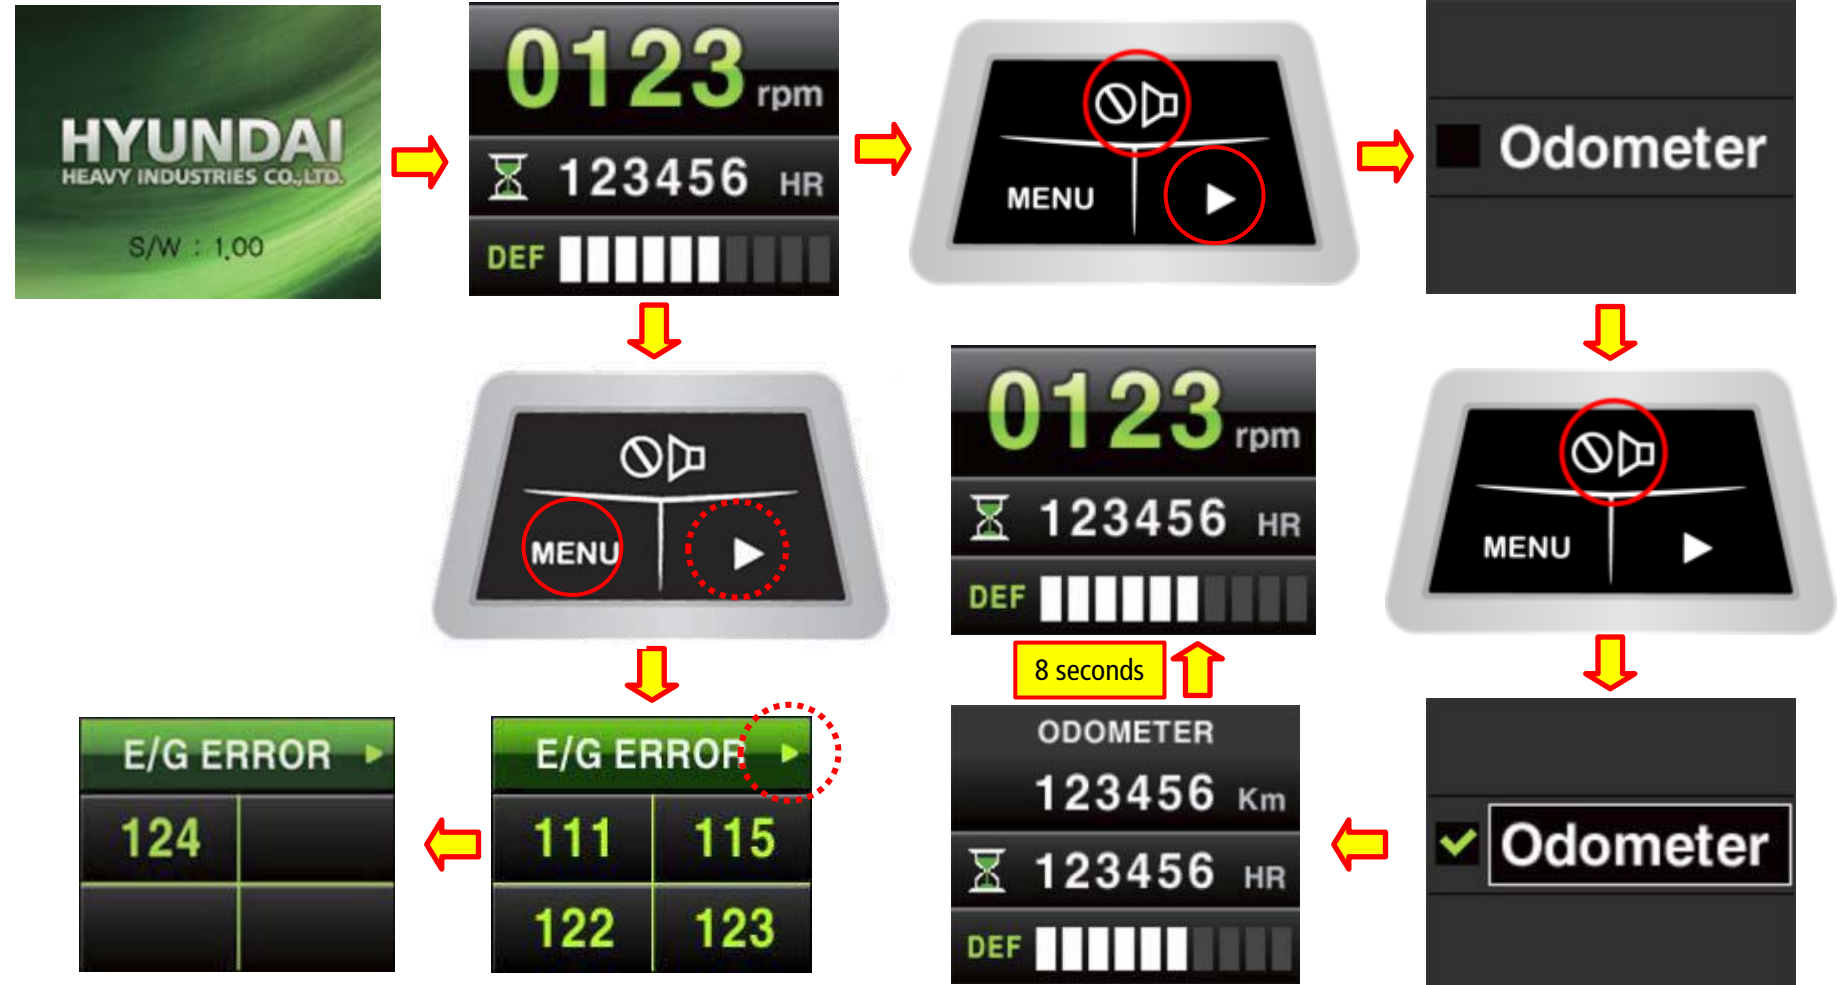 HYUNDAI
HEAVY INDUSTRIES CO.,LTD.
S/W : 1.00
0123 rpm
123456 HR
DEF
MENU
Odometer
MENU
0123 rpm
123456 HR
DEF
8 seconds
MENU
E/G ERROR
124
E/G ERROR
111 115
122 123
ODOMETER
123456 Km
123456 HR
DEF
Odometer